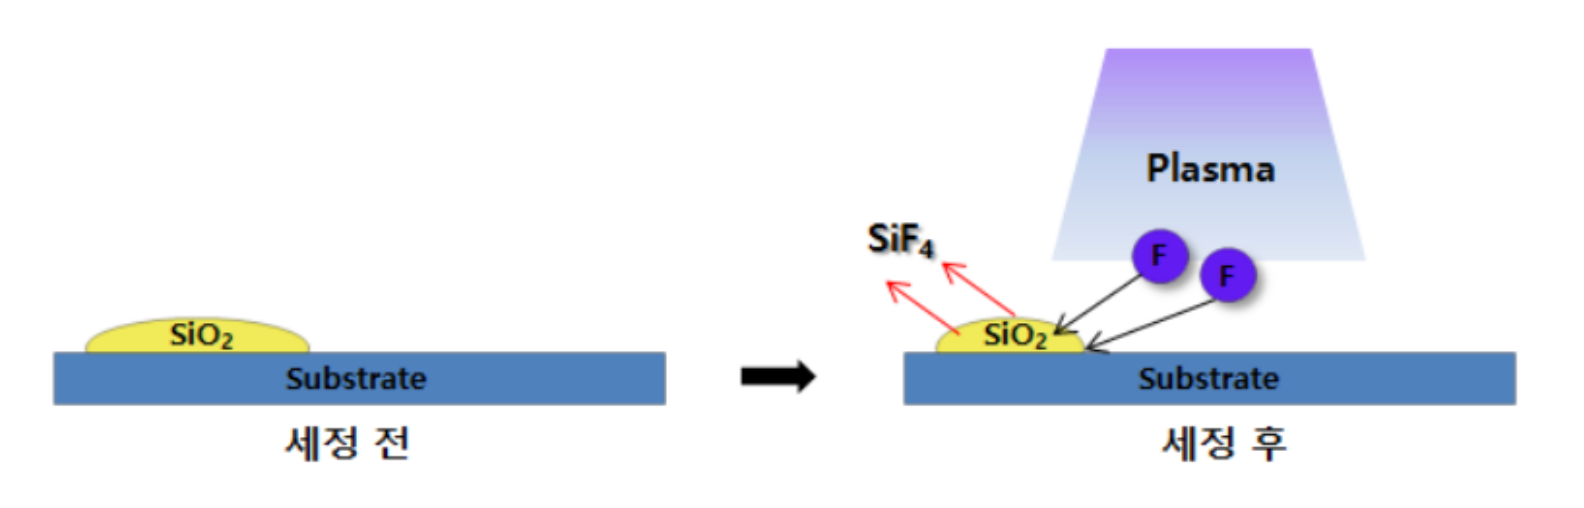 Plasma
SiF₄
F
F
SiO₂
SiO₂
Substrate
Substrate
세정 전
세정 후